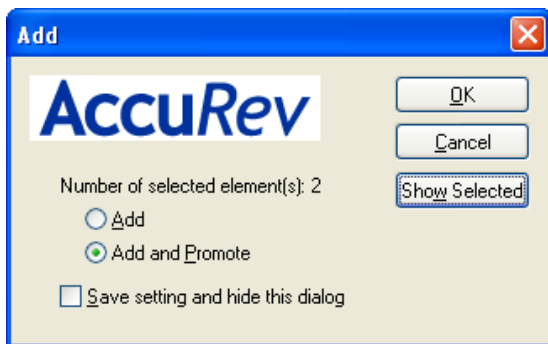 Add
AccuRev
OK
Cancel
Show Selected
Number of selected element(s): 2
Add
Add and Promote
Save setting and hide this dialog